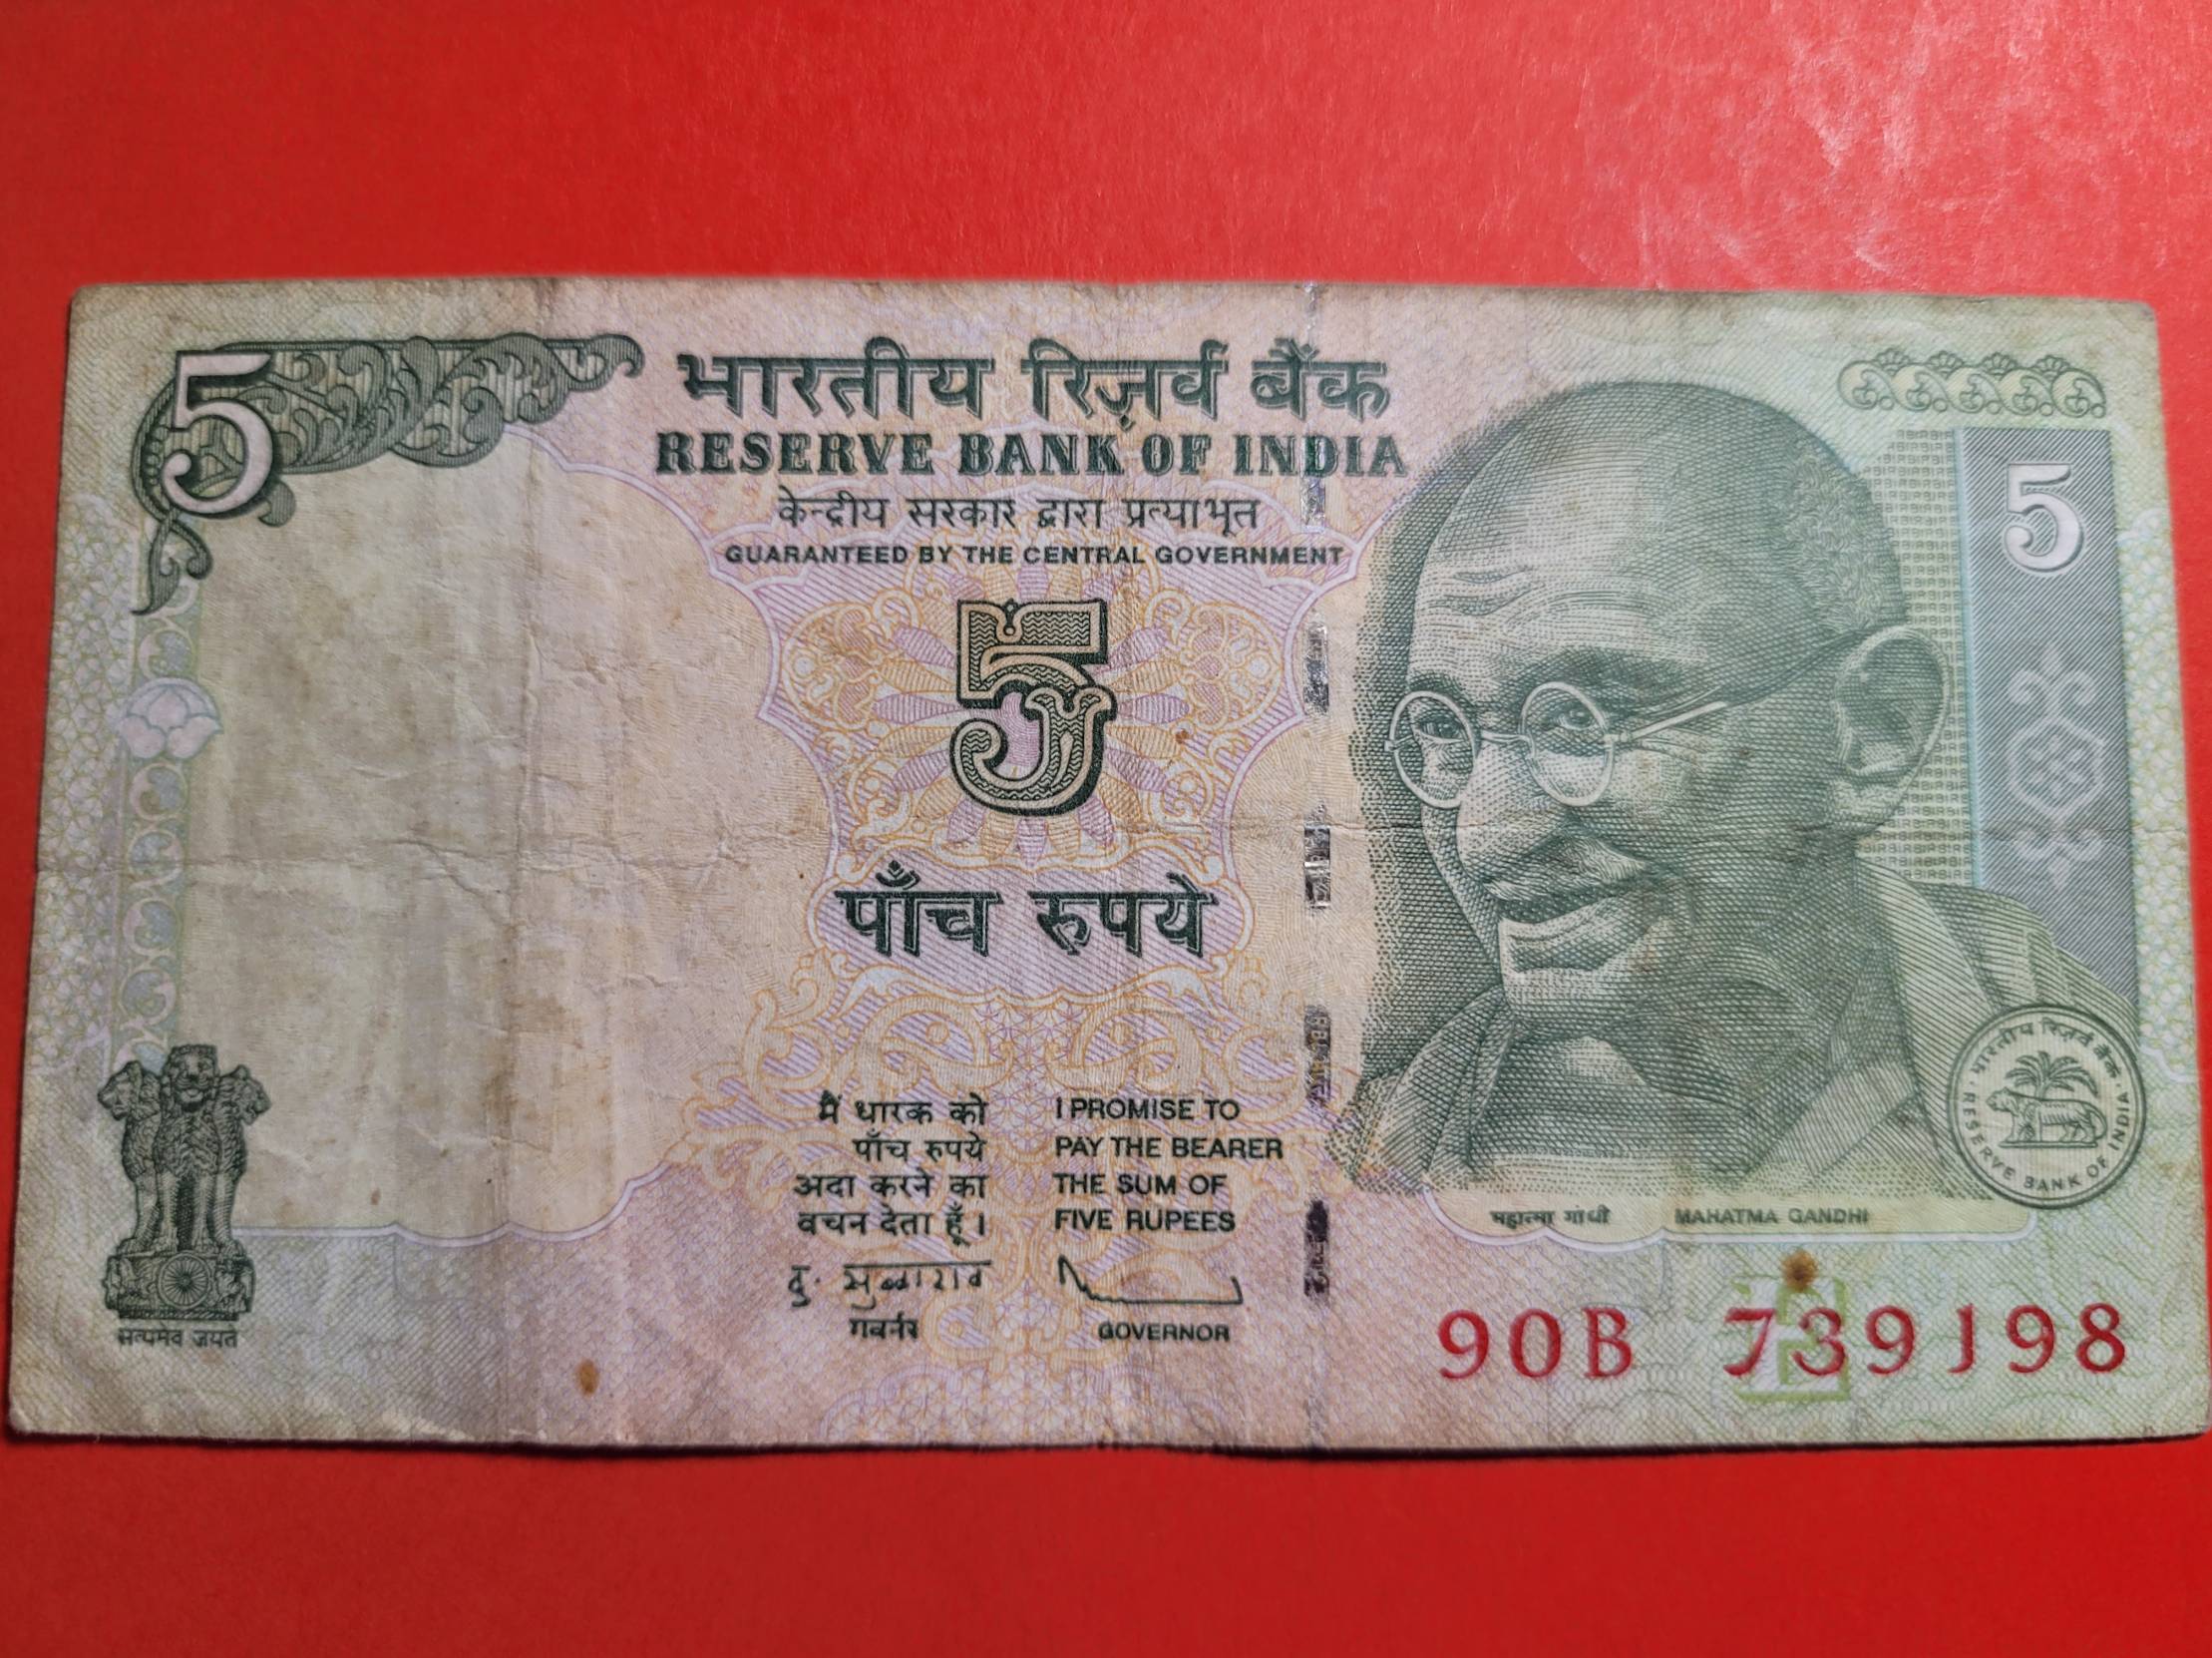 5
भारतीय रिज़र्व बैंक
RESERVE BANK OF INDIA
केन्द्रीय सरकार द्वारा प्रत्याभूत
GUARANTEED BY THE CENTRAL GOVERNMENT
5
5
पाँच रुपये
मैं धारक को
पाँच रुपये
अदा करने का
वचन देता हूँ।
I PROMISE TO
PAY THE BEARER
THE SUM OF
FIVE RUPEES
गवर्नर
GOVERNOR
सत्यमेव जयते
महात्मा गांधी MAHATMA GANDHI
भारतीय रिज़र्व बैंक
RESERVE BANK OF INDIA
90B 739198